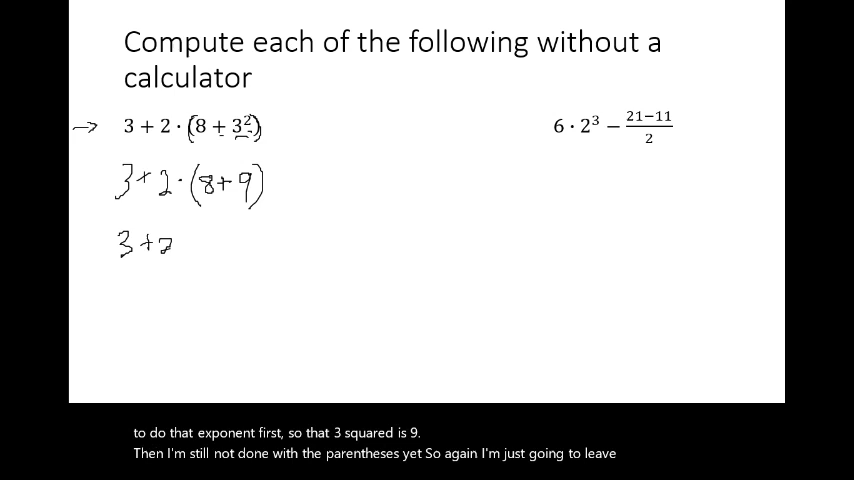 Compute each of the following without a
calculator
3 + 2 · (8 + 3²)
3 + 2 · (8 + 9)
3 + 2
6 · 2³ − \frac{21−11}{2}
to do that exponent first, so that 3 squared is 9.
Then I'm still not done with the parentheses yet So again I'm just going to leave